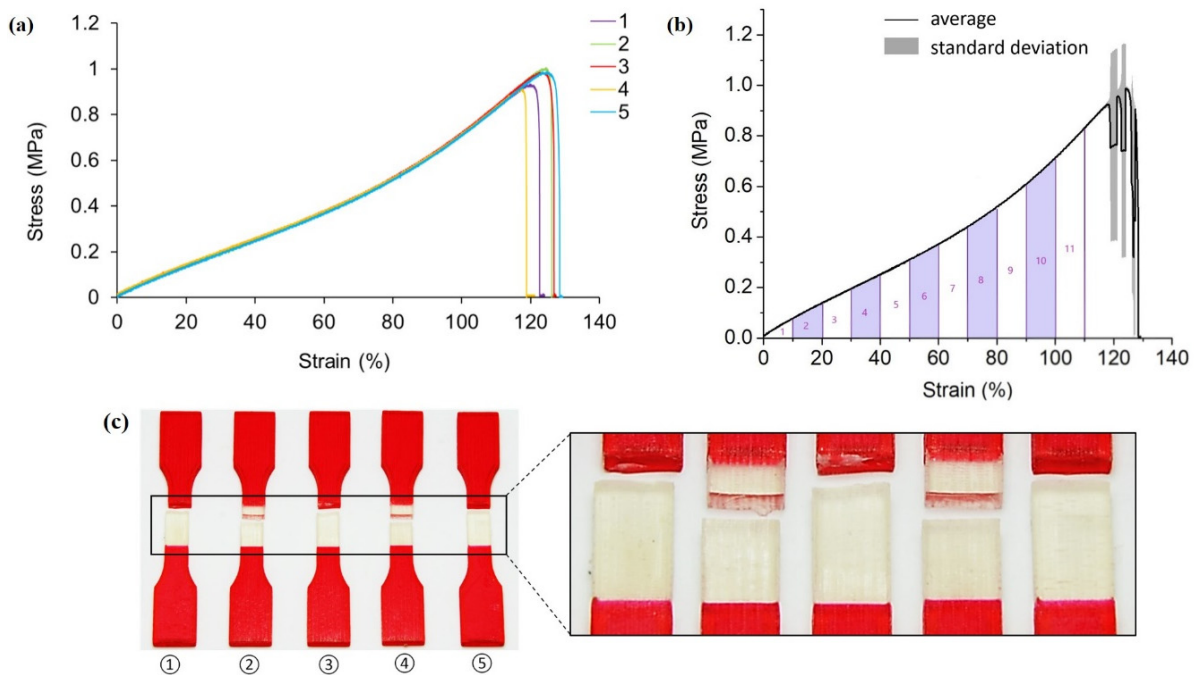 (a)
1.2
1
0.8
0.6
0.4
0.2
0
Stress (MPa)
0 20 40 60 80 100 120 140
Strain (%)
1
2
3
4
5
(b)
average
standard deviation
1.2
1.0
0.8
0.6
0.4
0.2
0.0
Stress (MPa)
1 2 3 4 5 6 7 8 9 10 11
0 20 40 60 80 100 120 140
Strain (%)
(c)
① ② ③ ④ ⑤